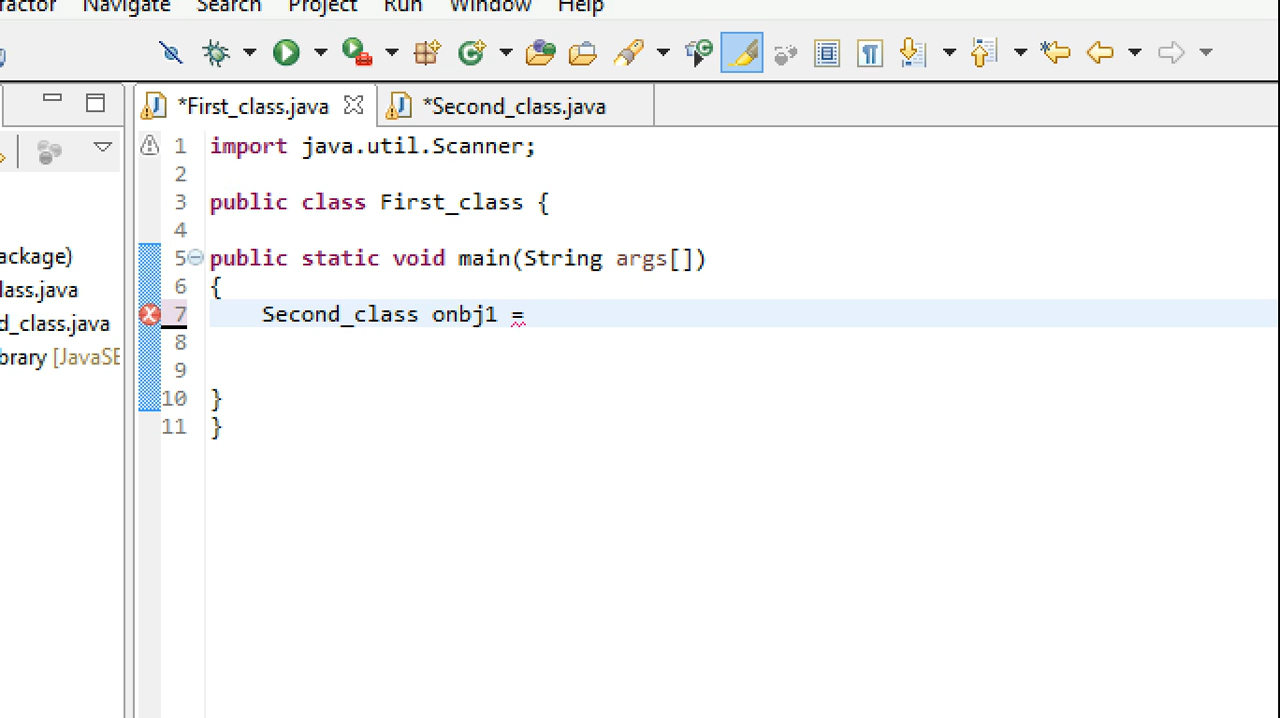 factor Navigate Search Project Run Window Help
*First_class.java *Second_class.java
1 import java.util.Scanner;
2
3 public class First_class {
4
5 public static void main(String args[])
6 {
7 Second_class onbj1 =
8
9
10 }
11 }
ackage)
lass.java
d_class.java
brary [JavaSE